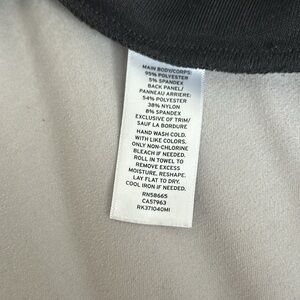 MAIN BODY/CORPS:
95% POLYESTER
5% SPANDEX
BACK PANEL/
PANNEAU ARRIERE:
54% POLYESTER
38% NYLON
8% SPANDEX
EXCLUSIVE OF TRIM/
SAUF LA BORDURE
HAND WASH COLD.
WITH LIKE COLORS.
ONLY NON-CHLORINE
BLEACH IF NEEDED.
ROLL IN TOWEL TO
REMOVE EXCESS
MOISTURE. RESHAPE.
LAY FLAT TO DRY.
COOL IRON IF NEEDED.
RN58665
CA57963
RK371040MI